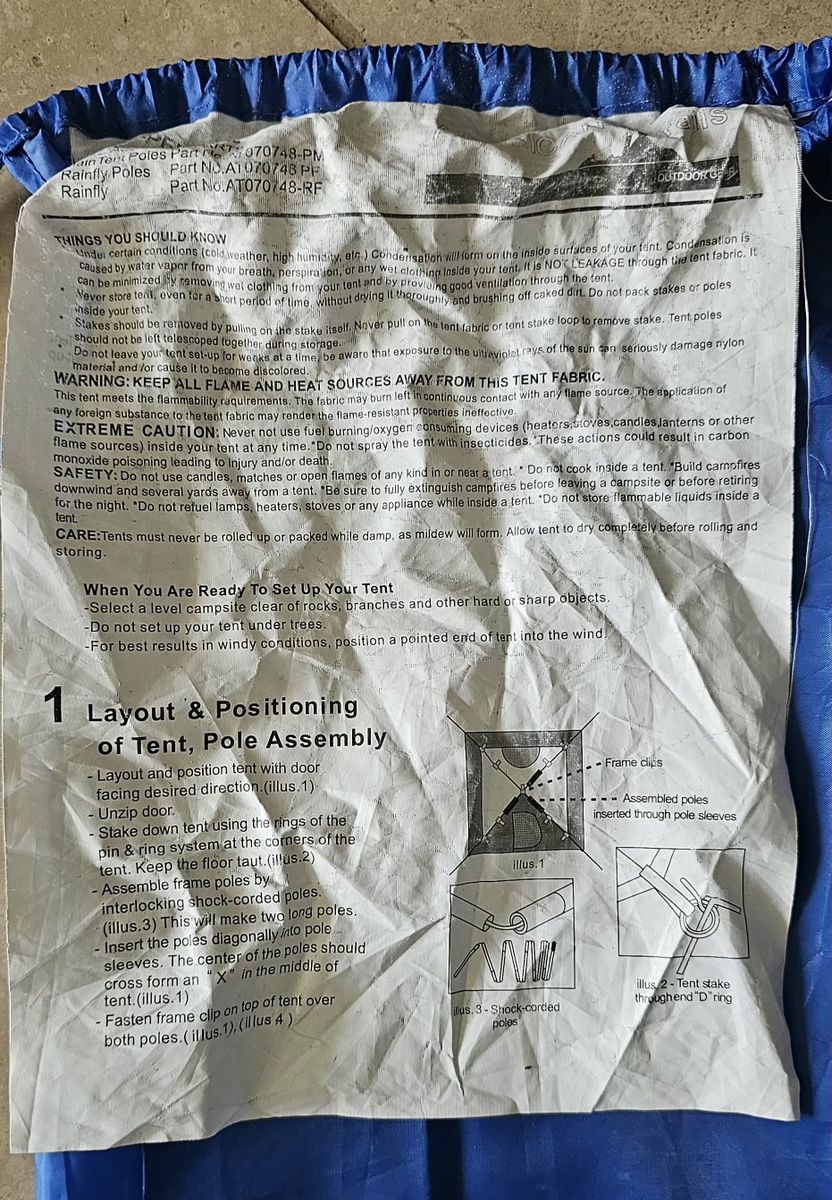 Tent Poles Part 070748-PM
Rainfly Poles Part No.AT070748 PF
Rainfly Part No.AT070748-RF
OUTDOOR GEAR
THINGS YOU SHOULD KNOW
Under certain conditions (cold weather, high humidity, etc.) Condensation will form on the inside surfaces of your tent. Condensation is
caused by water vapor from your breath, perspiration, or any wet clothing inside your tent. It is NOT LEAKAGE through the tent fabric. It
can be minimized by removing wet clothing from your tent and by providing good ventilation through the tent.
* Never store tent, even for a short period of time, without drying it thoroughly and brushing off caked dirt. Do not pack stakes or poles
inside your tent.
* Stakes should be removed by pulling on the stake itself. Never pull on the tent fabric or tent stake loop to remove stake. Tent poles
should not be left telescoped together during storage.
* Do not leave your tent set-up for weeks at a time, be aware that exposure to the ultraviolet rays of the sun can seriously damage nylon
material and /or cause it to become discolored.
WARNING: KEEP ALL FLAME AND HEAT SOURCES AWAY FROM THIS TENT FABRIC.
This tent meets the flammability requirements. The fabric may burn left in continuous contact with any flame source. The application of
any foreign substance to the tent fabric may render the flame-resistant properties ineffective.
EXTREME CAUTION: Never not use fuel burning/oxygen consuming devices (heaters,stoves,candles,lanterns or other
flame sources) inside your tent at any time.*Do not spray the tent with insecticides.*These actions could result in carbon
monoxide poisoning leading to injury and/or death.
SAFETY: Do not use candles, matches or open flames of any kind in or near a tent. * Do not cook inside a tent. *Build campfires
downwind and several yards away from a tent. *Be sure to fully extinguish campfires before leaving a campsite or before retiring
for the night. *Do not refuel lamps, heaters, stoves or any appliance while inside a tent. *Do not store flammable liquids inside a
tent.
CARE:Tents must never be rolled up or packed while damp, as mildew will form. Allow tent to dry completely before rolling and
storing.
When You Are Ready To Set Up Your Tent
-Select a level campsite clear of rocks, branches and other hard or sharp objects.
-Do not set up your tent under trees.
-For best results in windy conditions, position a pointed end of tent into the wind.
1 Layout & Positioning
of Tent, Pole Assembly
- Layout and position tent with door
facing desired direction.(illus.1)
- Unzip door.
- Stake down tent using the rings of the
pin & ring system at the corners of the
tent. Keep the floor taut.(illus.2)
- Assemble frame poles by
interlocking shock-corded poles.
(illus.3) This will make two long poles.
- Insert the poles diagonally into pole
sleeves. The center of the poles should
cross form an "X" in the middle of
tent.(illus.1)
- Fasten frame clip on top of tent over
both poles.(illus.1),(illus 4)
Frame clips
Assembled poles
inserted through pole sleeves
illus.1
illus. 3 - Shock-corded
poles
illus. 2 - Tent stake
through end "D" ring